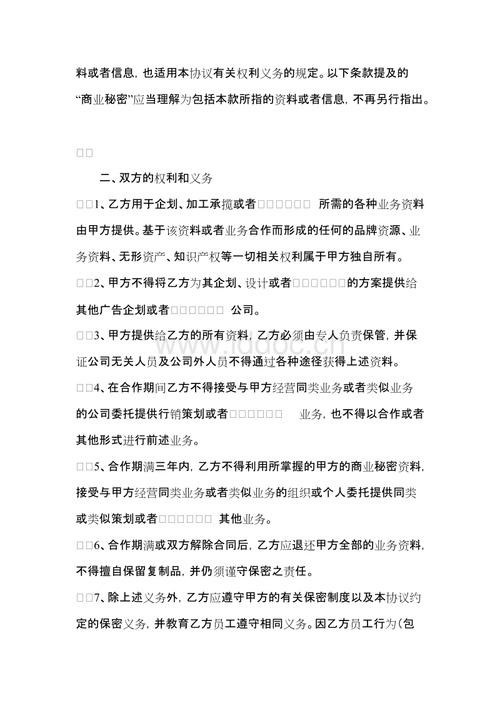 料或者信息，也适用本协议有关权利义务的规定。以下条款提及的
“商业秘密”应当理解为包括本款所指的资料或者信息，不再另行指出。
□□
二、双方的权利和义务
□□1、乙方用于企划、加工承揽或者□□□□□□ 所需的各种业务资料
由甲方提供。基于该资料或者业务合作而形成的任何的品牌资源、业
务资料、无形资产、知识产权等一切相关权利属于甲方独自所有。
□□2、甲方不得将乙方为其企划、设计或者□□□□□□的方案提供给
其他广告企划或者□□□□□□ 公司。
□□3、甲方提供给乙方的所有资料，乙方必须由专人负责保管，并保
证公司无关人员及公司外人员不得通过各种途径获得上述资料。
□□4、在合作期间乙方不得接受与甲方经营同类业务或者类似业务
的公司委托提供行销策划或者□□□□□□ 业务，也不得以合作或者
其他形式进行前述业务。
□□5、合作期满三年内，乙方不得利用所掌握的甲方的商业秘密资料，
接受与甲方经营同类业务或者类似业务的组织或个人委托提供同类
或类似策划或者□□□□□□ 其他业务。
□□6、合作期满或双方解除合同后，乙方应退还甲方全部的业务资料，
不得擅自保留复制品，并仍须谨守保密之责任。
□□7、除上述义务外，乙方应遵守甲方的有关保密制度以及本协议约
定的保密义务，并教育乙方员工遵守相同义务。因乙方员工行为（包